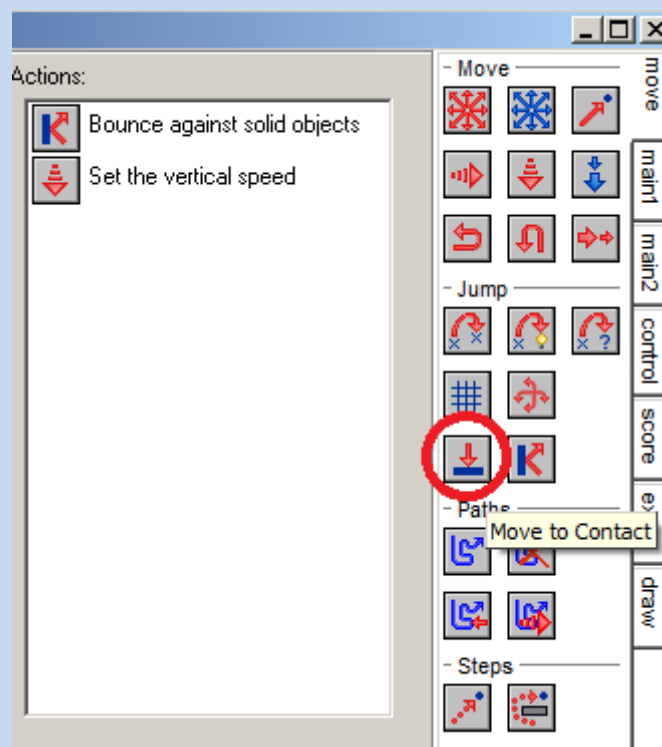 Actions:
Bounce against solid objects
Set the vertical speed
Move
Jump
Paths
Move to Contact
Steps
move
main1
main2
control
score
draw